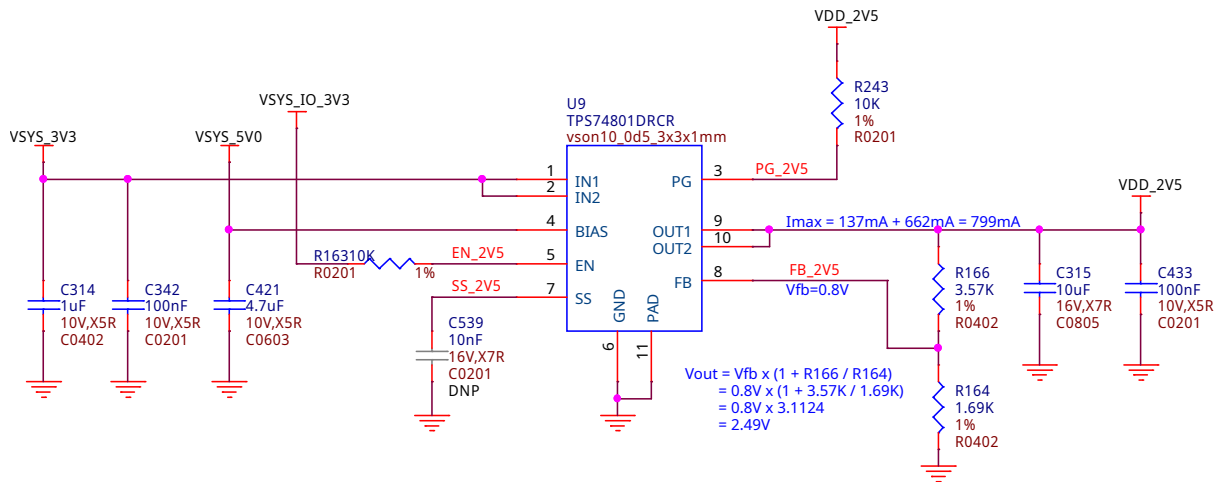 VDD_2V5
R243
10K
1%
R0201
VSYS_IO_3V3
U9
TPS74801DRCR
vson10_0d5_3x3x1mm
VSYS_3V3
VSYS_5V0
1
IN1
2
IN2
3
PG
PG_2V5
VDD_2V5
4
BIAS
9
OUT1
10
OUT2
Imax = 137mA + 662mA = 799mA
R16310K
R0201
1%
EN_2V5
5
EN
8
FB
FB_2V5
Vfb=0.8V
SS_2V5
7
SS
GND
PAD
6
11
C314
1uF
10V,X5R
C0402
C342
100nF
10V,X5R
C0201
C421
4.7uF
10V,X5R
C0603
C539
10nF
16V,X7R
C0201
DNP
R166
3.57K
1%
R0402
C315
10uF
16V,X7R
C0805
C433
100nF
10V,X5R
C0201
Vout = Vfb x (1 + R166 / R164)
= 0.8V x (1 + 3.57K / 1.69K)
= 0.8V x 3.1124
= 2.49V
R164
1.69K
1%
R0402